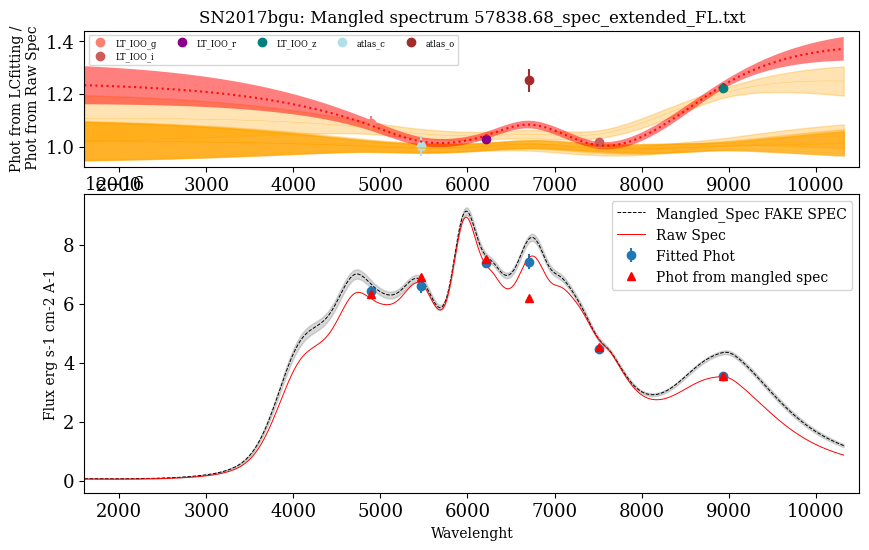 SN2017bgu: Mangled spectrum 57838.68_spec_extended_FL.txt
Phot from LCfitting /
Phot from Raw Spec
1.4
1.2
1.0
LT_IOO_g
LT_IOO_i
LT_IOO_r
LT_IOO_z
atlas_c
atlas_o
2000 3000 4000 5000 6000 7000 8000 9000 10000
1e−16
Flux erg s-1 cm-2 A-1
8
6
4
2
0
Mangled_Spec FAKE SPEC
Raw Spec
Fitted Phot
Phot from mangled spec
2000 3000 4000 5000 6000 7000 8000 9000 10000
Wavelenght